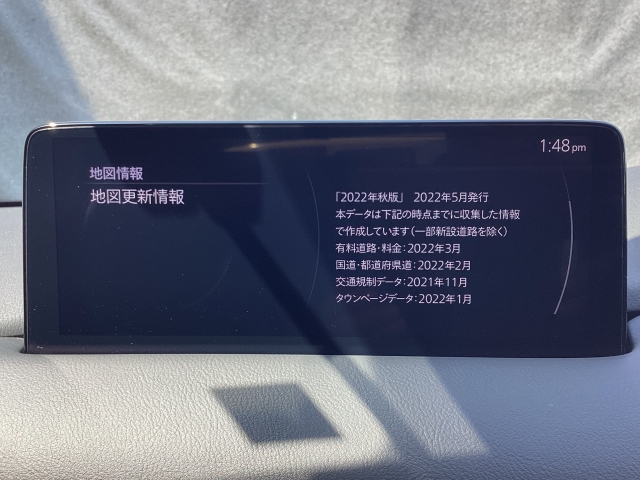 1:48 pm
地図情報
地図更新情報
「2022年秋版」 2022年5月発行
本データは下記の時点までに収集した情報
で作成しています(一部新設道路を除く)
有料道路・料金：2022年3月
国道・都道府県道：2022年2月
交通規制データ：2021年11月
タウンページデータ：2022年1月